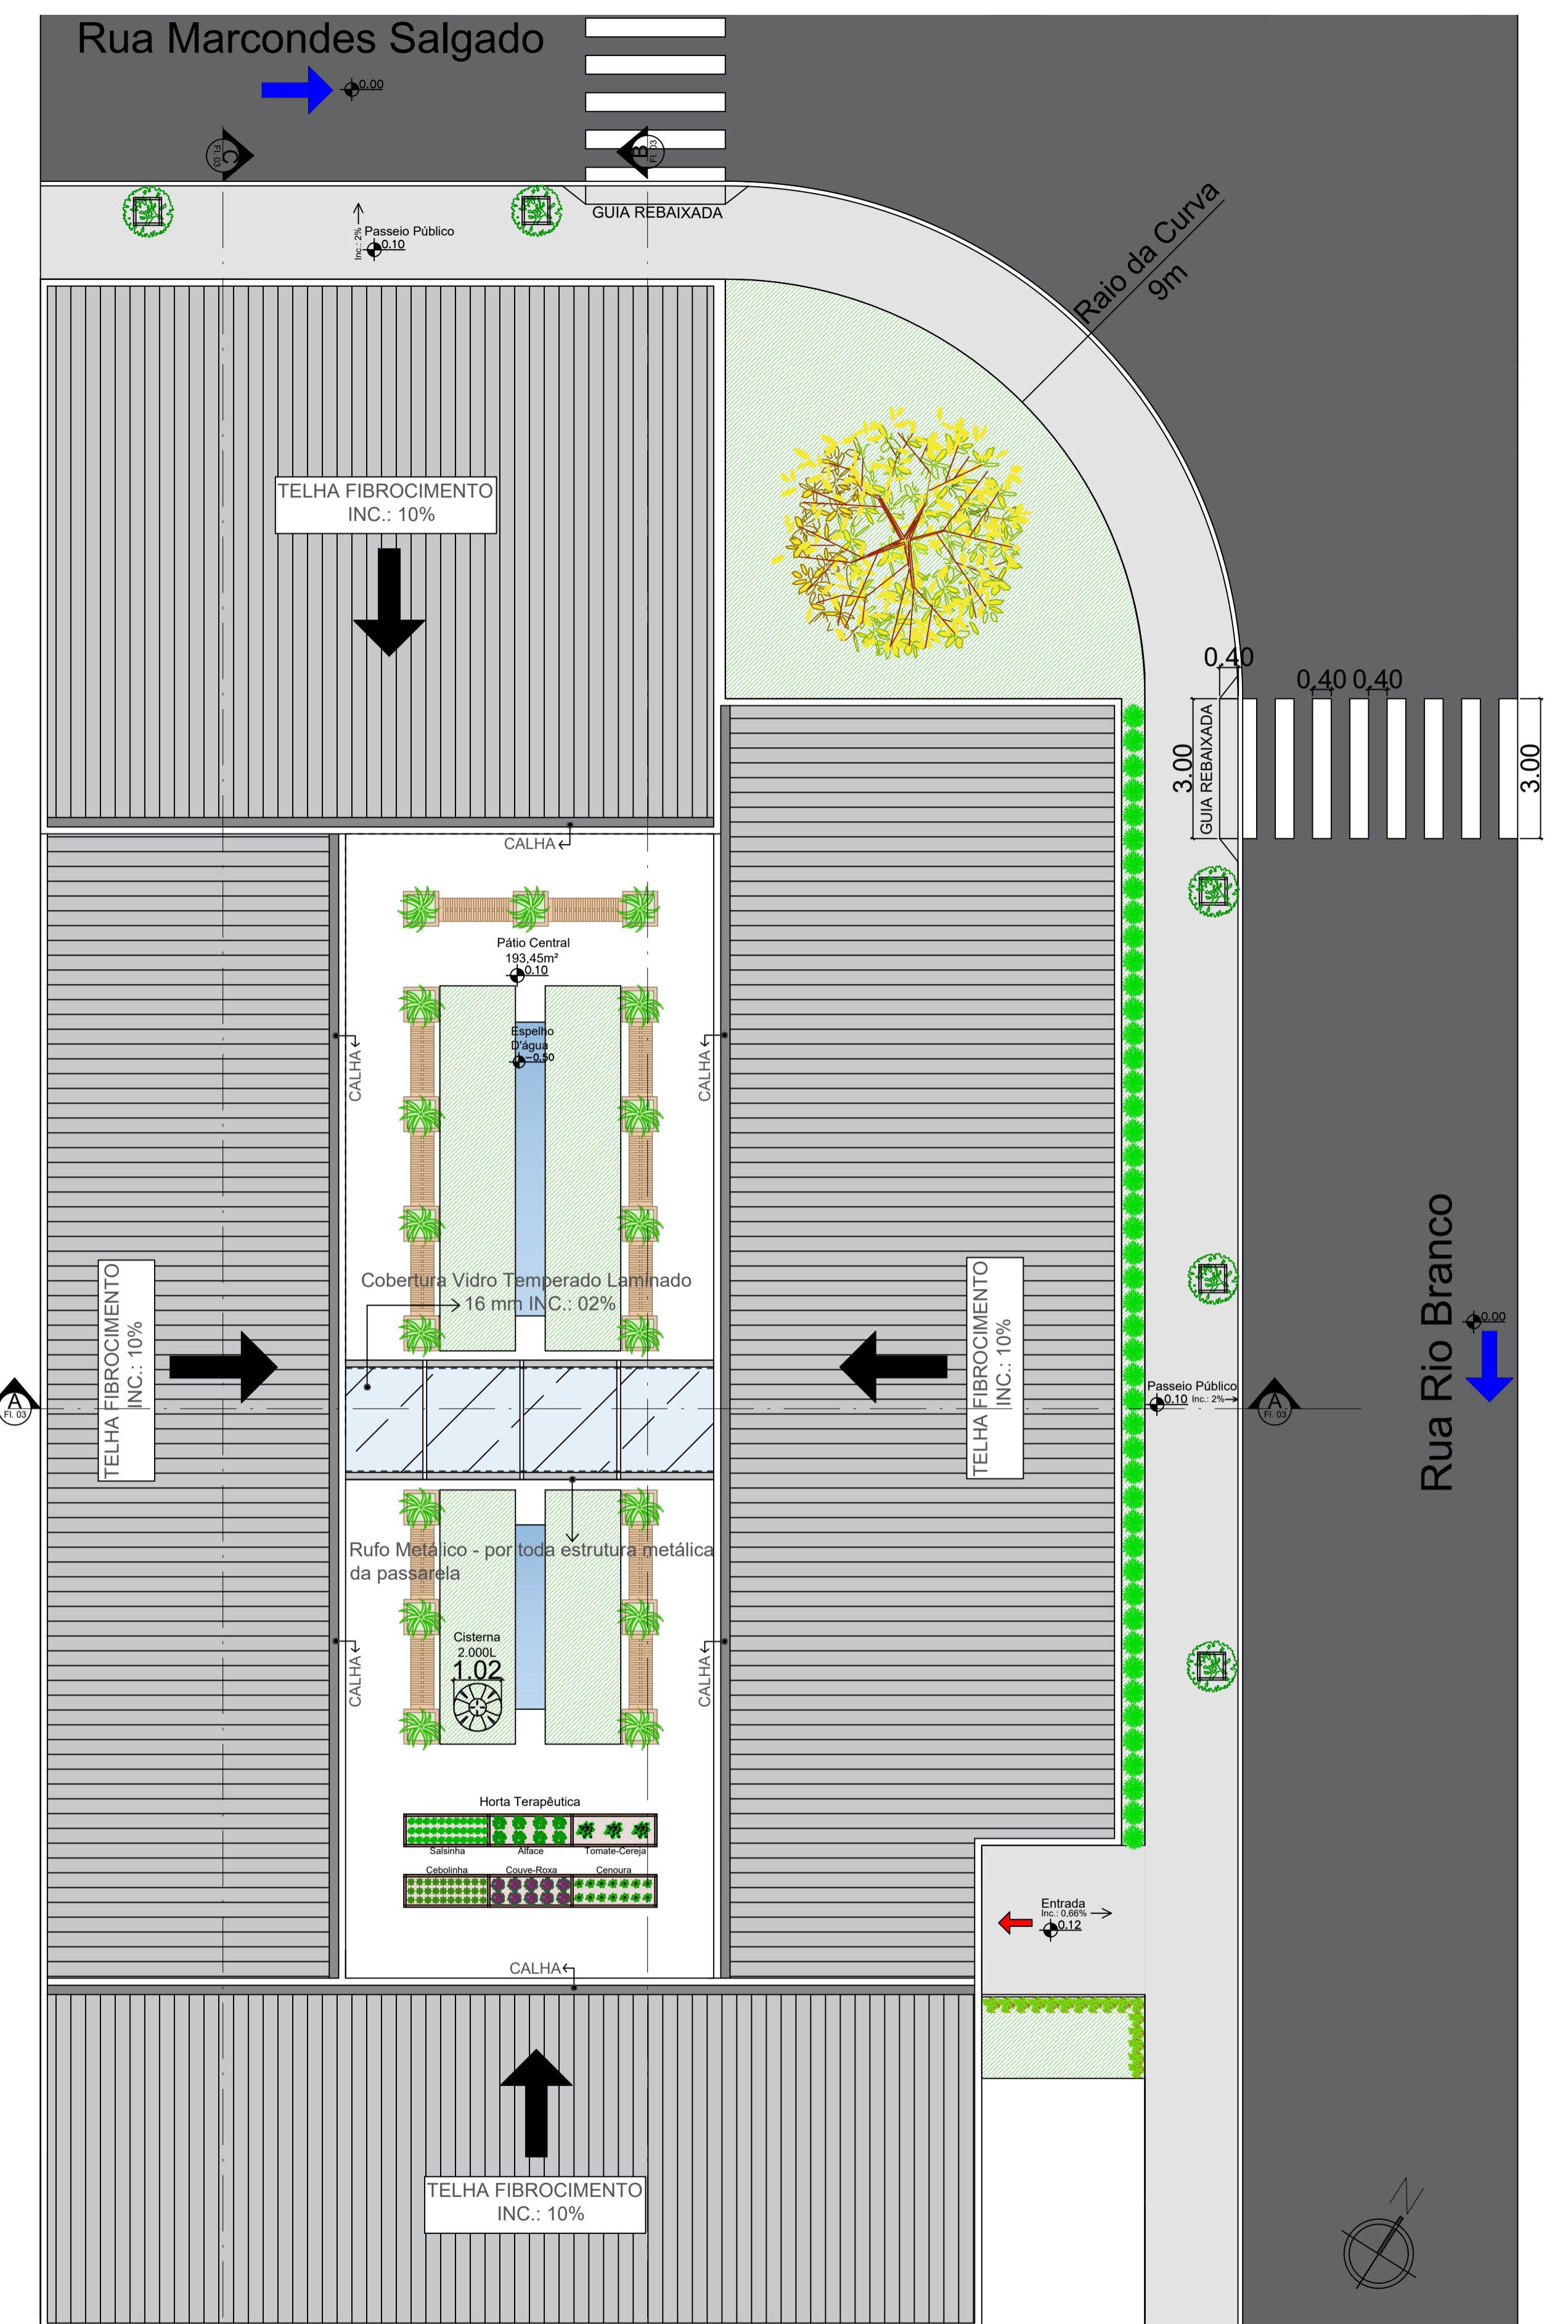 Rua Marcondes Salgado
0.00
C
Fl. 03
B
Fl. 03
GUIA REBAIXADA
Inc.: 2%
Passeio Público
0.10
Raio da Curva
9m
TELHA FIBROCIMENTO
INC.: 10%
0.40
0.40 0.40
3.00
GUIA REBAIXADA
3.00
CALHA
Pátio Central
193,45m²
0.10
Espelho
D'água
-0.50
CALHA
CALHA
Cobertura Vidro Temperado Laminado
16 mm INC.: 02%
TELHA FIBROCIMENTO
INC.: 10%
TELHA FIBROCIMENTO
INC.: 10%
Rua Rio Branco
0.00
A
Fl. 03
Passeio Público
0.10 Inc.: 2%
A
Fl. 03
Rufo Metálico - por toda estrutura metálica
da passarela
Cisterna
2.000L
1.02
CALHA
CALHA
Horta Terapêutica
Salsinha Alface Tomate-Cereja
Cebolinha Couve-Roxa Cenoura
Entrada
Inc.: 0,66%
0.12
CALHA
TELHA FIBROCIMENTO
INC.: 10%
N